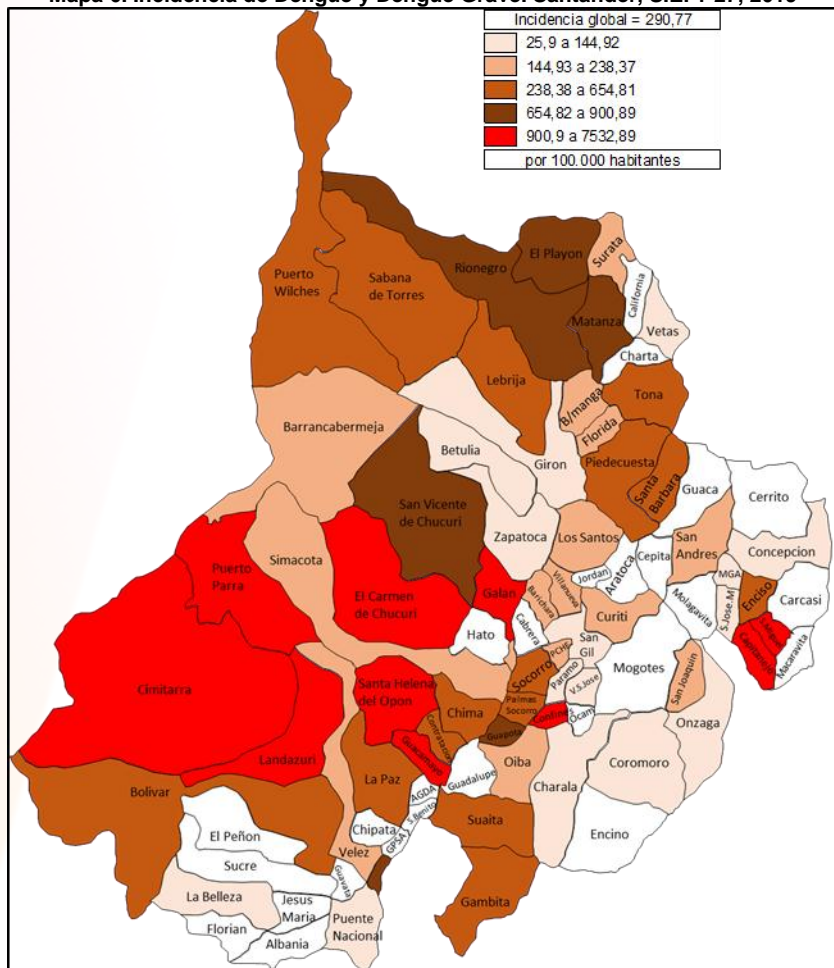 Incidencia global = 290,77
25,9 a 144,92
144,93 a 238,37
238,38 a 654,81
654,82 a 900,89
900,9 a 7532,89
por 100.000 habitantes
El Playon
Surata
Rionegro
California
Puerto
Wilches
Sabana
de Torres
Matanza
Vetas
Charta
Lebrija
Tona
B/manga
Florida
Barrancabermeja
Betulia
Giron
Piedecuesta
Santa
Barbara
Guaca
Cerrito
San Vicente
de Chucuri
Zapatoca
Los Santos
Cepita
San
Andres
Concepcion
Simacota
Puerto
Parra
El Carmen
de Chucuri
Galan
Jordan
Aratoca
MGA
Enciso
Carcasi
Barichara
Villanueva
Curiti
Molagavita
S.Jose.M
Hato
Cabrera
San
Gil
Mogotes
Capitanejo
Macaravita
PCHE
Paramo
San Joaquin
Cimitarra
Santa Helena
del Opon
Socorro
V.S.Jose
Chima
Palmas
Socorro
Confines
Ocam
Onzaga
Contratacion
Guapota
Landazuri
Guacamayo
Oiba
Charala
Coromoro
La Paz
Guadalupe
Bolivar
AGDA
S.Benito
Suaita
Encino
El Peñon
Chipata
GPSA
Sucre
Velez
Guavata
La Belleza
Jesus
Maria
Gambita
Florian
Puente
Nacional
Albania